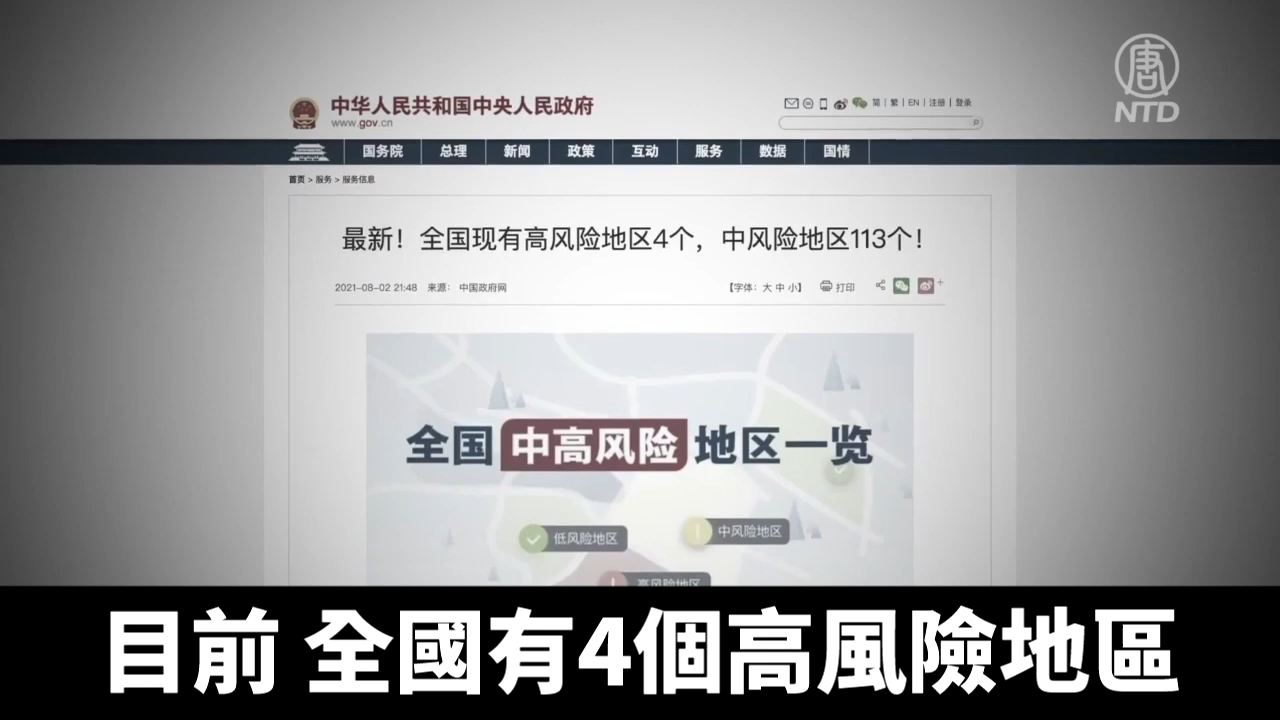 唐
NTD
中华人民共和国中央人民政府
www.gov.cn
简 | 繁 | EN | 注册 | 登录
国务院 总理 新闻 政策 互动 服务 数据 国情
首页 > 服务 > 服务信息
最新！全国现有高风险地区4个，中风险地区113个！
2021-08-02 21:48 来源： 中国政府网 【字体：大 中 小】 打印
全国 中高风险 地区一览
低风险地区
中风险地区
高风险地区
目前 全國有4個高風險地區